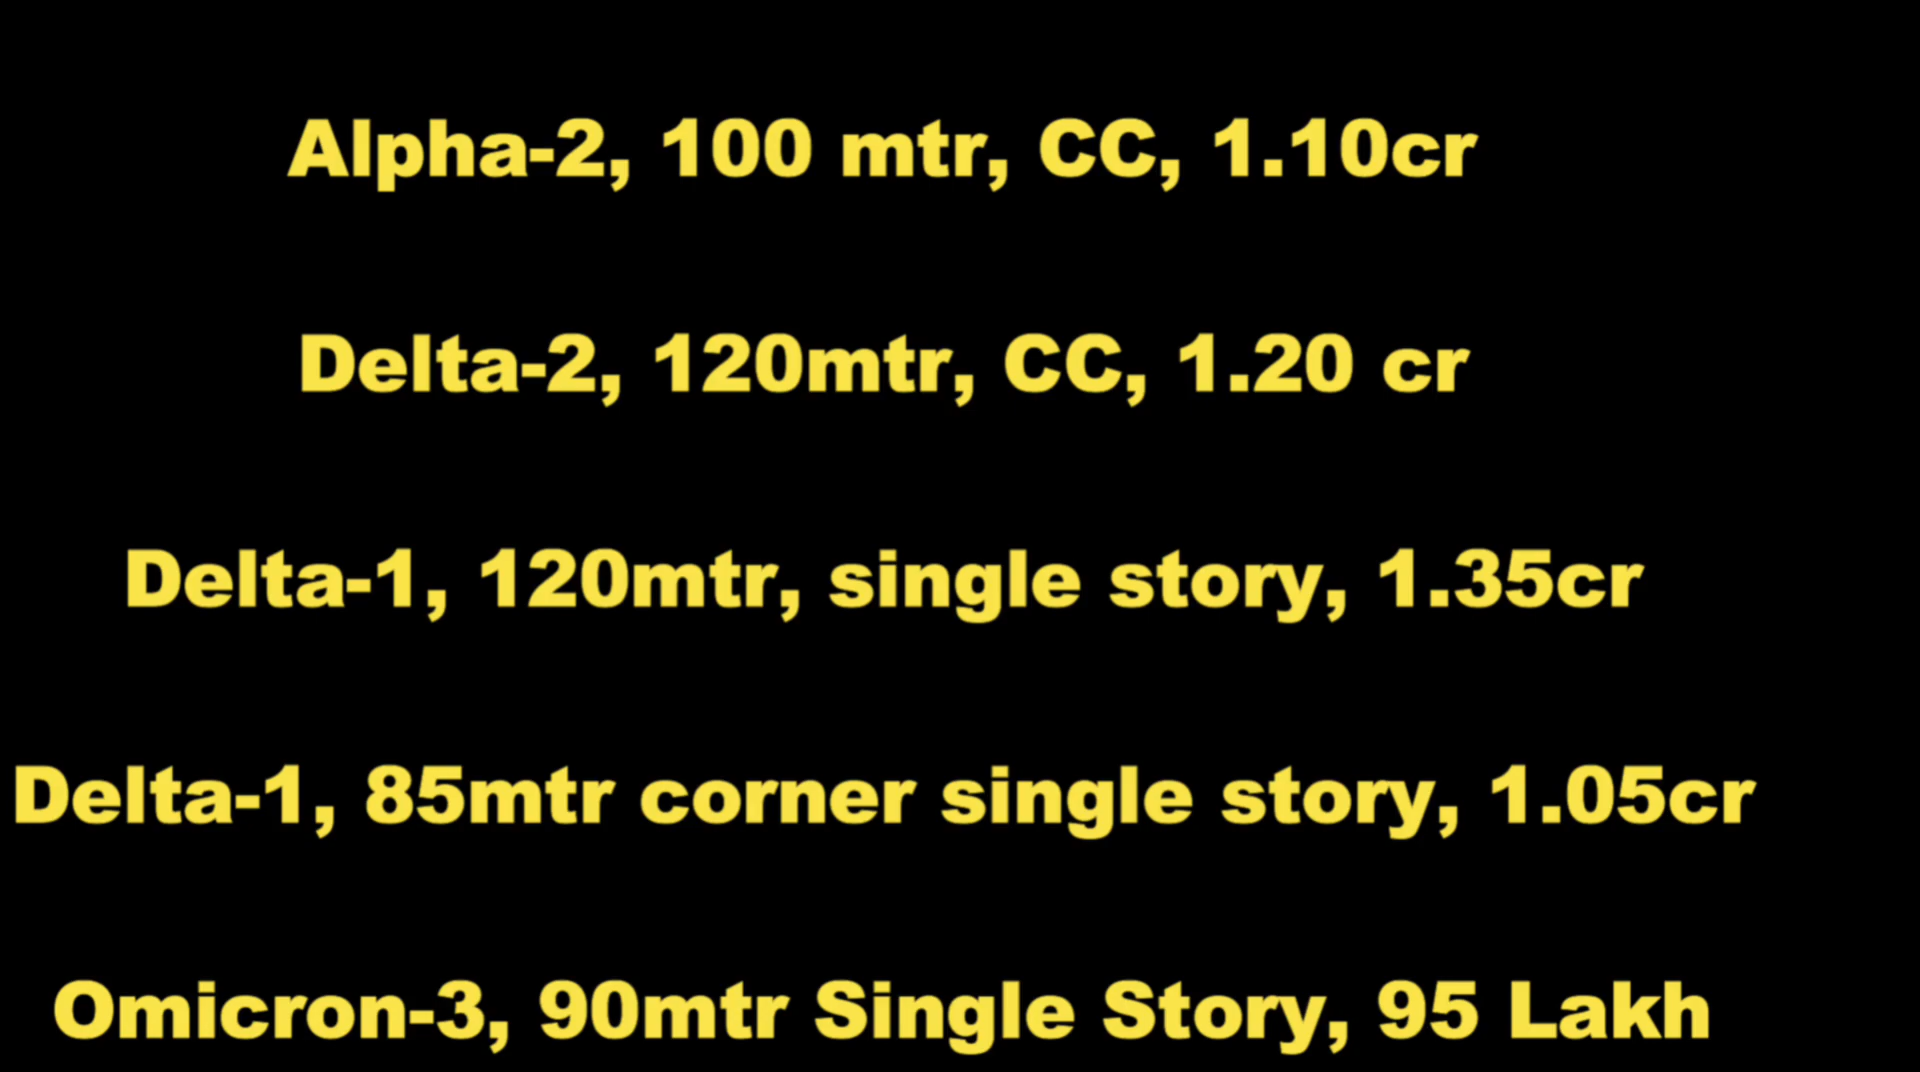 Alpha-2, 100 mtr, CC, 1.10cr
Delta-2, 120mtr, CC, 1.20 cr
Delta-1, 120mtr, single story, 1.35cr
Delta-1, 85mtr corner single story, 1.05cr
Omicron-3, 90mtr Single Story, 95 Lakh